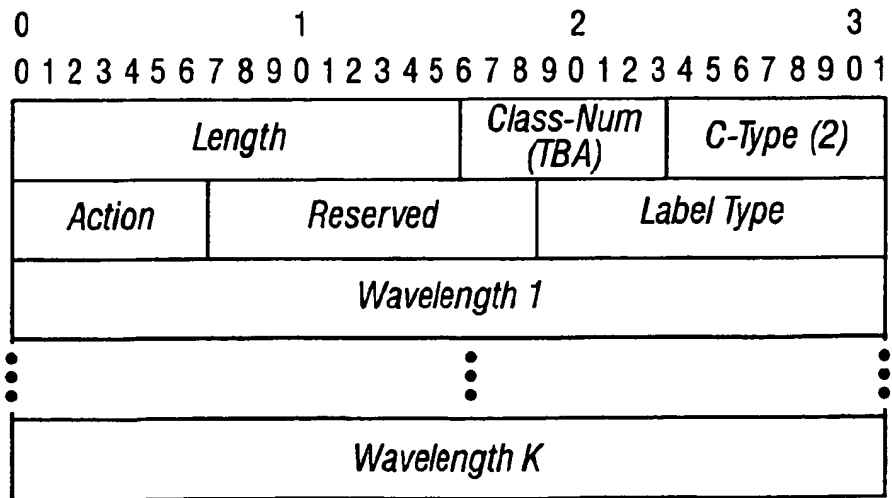 0 1 2 3
0 1 2 3 4 5 6 7 8 9 0 1 2 3 4 5 6 7 8 9 0 1 2 3 4 5 6 7 8 9 0 1
Length Class-Num (TBA) C-Type (2)
Action Reserved Label Type
Wavelength 1
Wavelength K